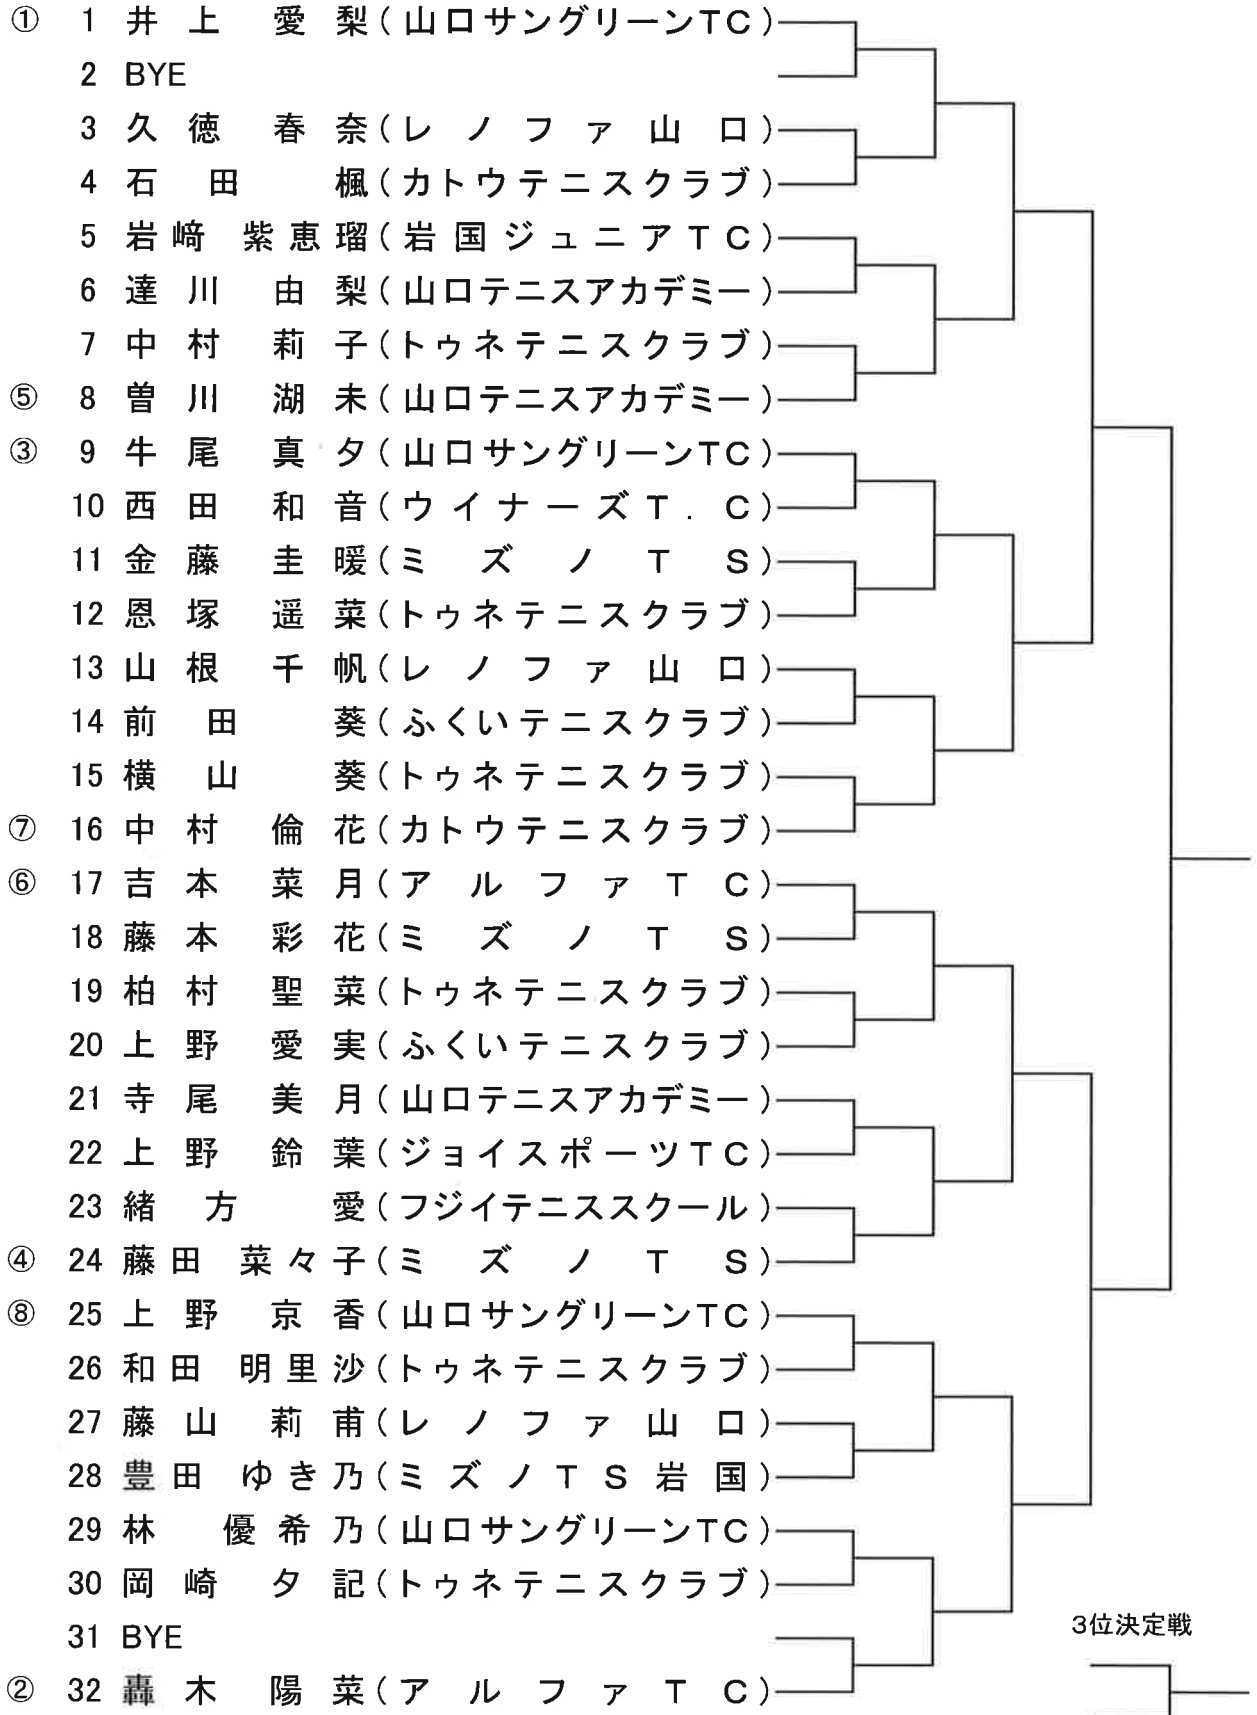 ① 1 井上 愛梨(山口サングリーンTC)
2 BYE
3 久徳 春奈(レノファ山口)
4 石田 楓(カトウテニスクラブ)
5 岩﨑 紫恵瑠(岩国ジュニアTC)
6 達川 由梨(山口テニスアカデミー)
7 中村 莉子(トゥネテニスクラブ)
⑤ 8 曽川 湖未(山口テニスアカデミー)
③ 9 牛尾 真夕(山口サングリーンTC)
10 西田 和音(ウイナーズT.C)
11 金藤 圭暖(ミズノTS)
12 恩塚 遥菜(トゥネテニスクラブ)
13 山根 千帆(レノファ山口)
14 前田 葵(ふくいテニスクラブ)
15 横山 葵(トゥネテニスクラブ)
⑦ 16 中村 倫花(カトウテニスクラブ)
⑥ 17 吉本 菜月(アルファTC)
18 藤本 彩花(ミズノTS)
19 柏村 聖菜(トゥネテニスクラブ)
20 上野 愛実(ふくいテニスクラブ)
21 寺尾 美月(山口テニスアカデミー)
22 上野 鈴葉(ジョイスポーツTC)
23 緒方 愛(フジイテニススクール)
④ 24 藤田 菜々子(ミズノTS)
⑧ 25 上野 京香(山口サングリーンTC)
26 和田 明里沙(トゥネテニスクラブ)
27 藤山 莉甫(レノファ山口)
28 豊田 ゆき乃(ミズノTS岩国)
29 林 優希乃(山口サングリーンTC)
30 岡崎 夕記(トゥネテニスクラブ)
31 BYE
3位決定戦
② 32 轟木 陽菜(アルファTC)